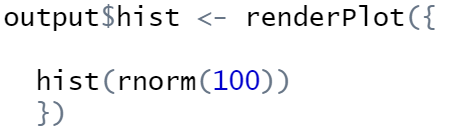 output$hist <- renderPlot({
hist(rnorm(100))
})